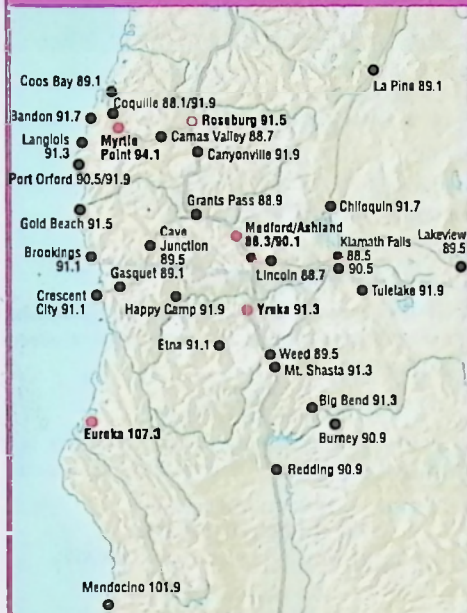 Coos Bay 89.1
La Pine 89.1
Coquille 88.1/91.9
Bandon 91.7
Roseburg 91.5
Langlois
91.3
Myrtle
Point 94.1
Camas Valley 88.7
Canyonville 91.9
Port Orford 90.5/91.9
Grants Pass 88.9
Chiloquin 91.7
Gold Beach 91.5
Cave
Junction
89.5
Medford/Ashland
88.3/90.1
Klamath Falls
88.5
90.5
Lakeview
89.5
Brookings
91.1
Lincoln 88.7
Gasquet 89.1
Crescent
City 91.1
Happy Camp 91.9
Tulelake 91.9
Yreka 91.3
Etna 91.1
Weed 89.5
Mt. Shasta 91.3
Big Bend 91.3
Eureka 107.3
Burney 90.9
Redding 90.9
Mendocino 101.9